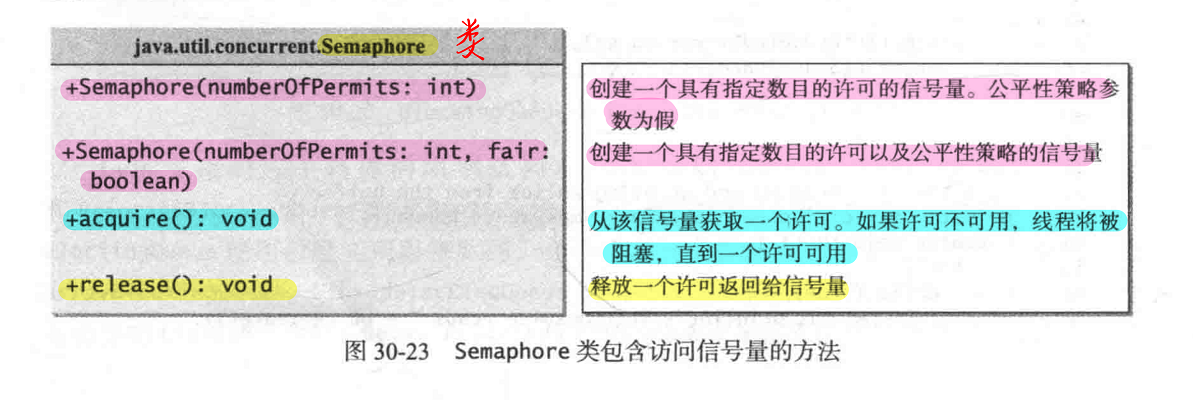 java.util.concurrent.Semaphore 类
+Semaphore(numberOfPermits: int)
创建一个具有指定数目的许可的信号量。公平性策略参
数为假
+Semaphore(numberOfPermits: int, fair:
boolean)
创建一个具有指定数目的许可以及公平性策略的信号量
+acquire(): void
从该信号量获取一个许可。如果许可不可用，线程将被
阻塞，直到一个许可可用
+release(): void
释放一个许可返回给信号量
图 30-23 Semaphore 类包含访问信号量的方法